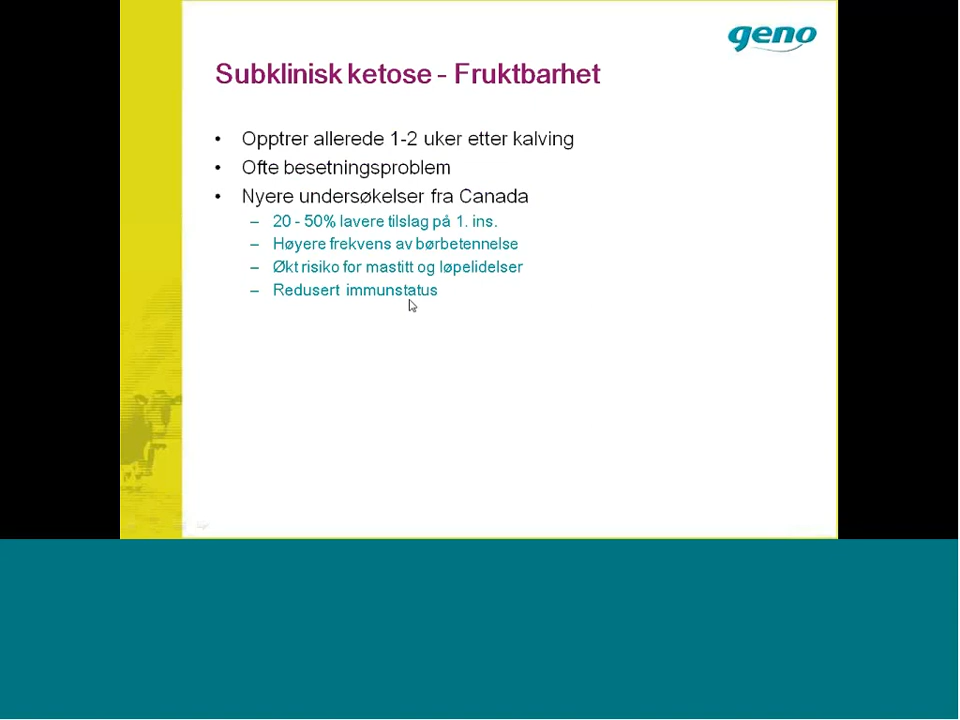 geno
Subklinisk ketose - Fruktbarhet
• Opptrer allerede 1-2 uker etter kalving
• Ofte besetningsproblem
• Nyere undersøkelser fra Canada
– 20 - 50% lavere tilslag på 1. ins.
– Høyere frekvens av børbetennelse
– Økt risiko for mastitt og løpelidelser
– Redusert immunstatus